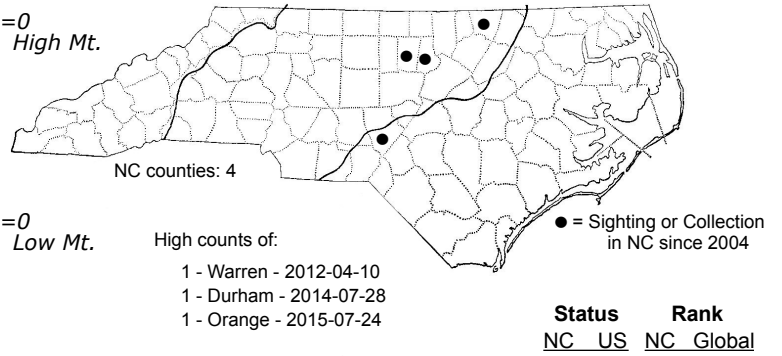 =0
High Mt.
NC counties: 4
=0
Low Mt.
High counts of:
1 - Warren - 2012-04-10
1 - Durham - 2014-07-28
1 - Orange - 2015-07-24
● = Sighting or Collection
in NC since 2004
Status Rank
NC US NC Global